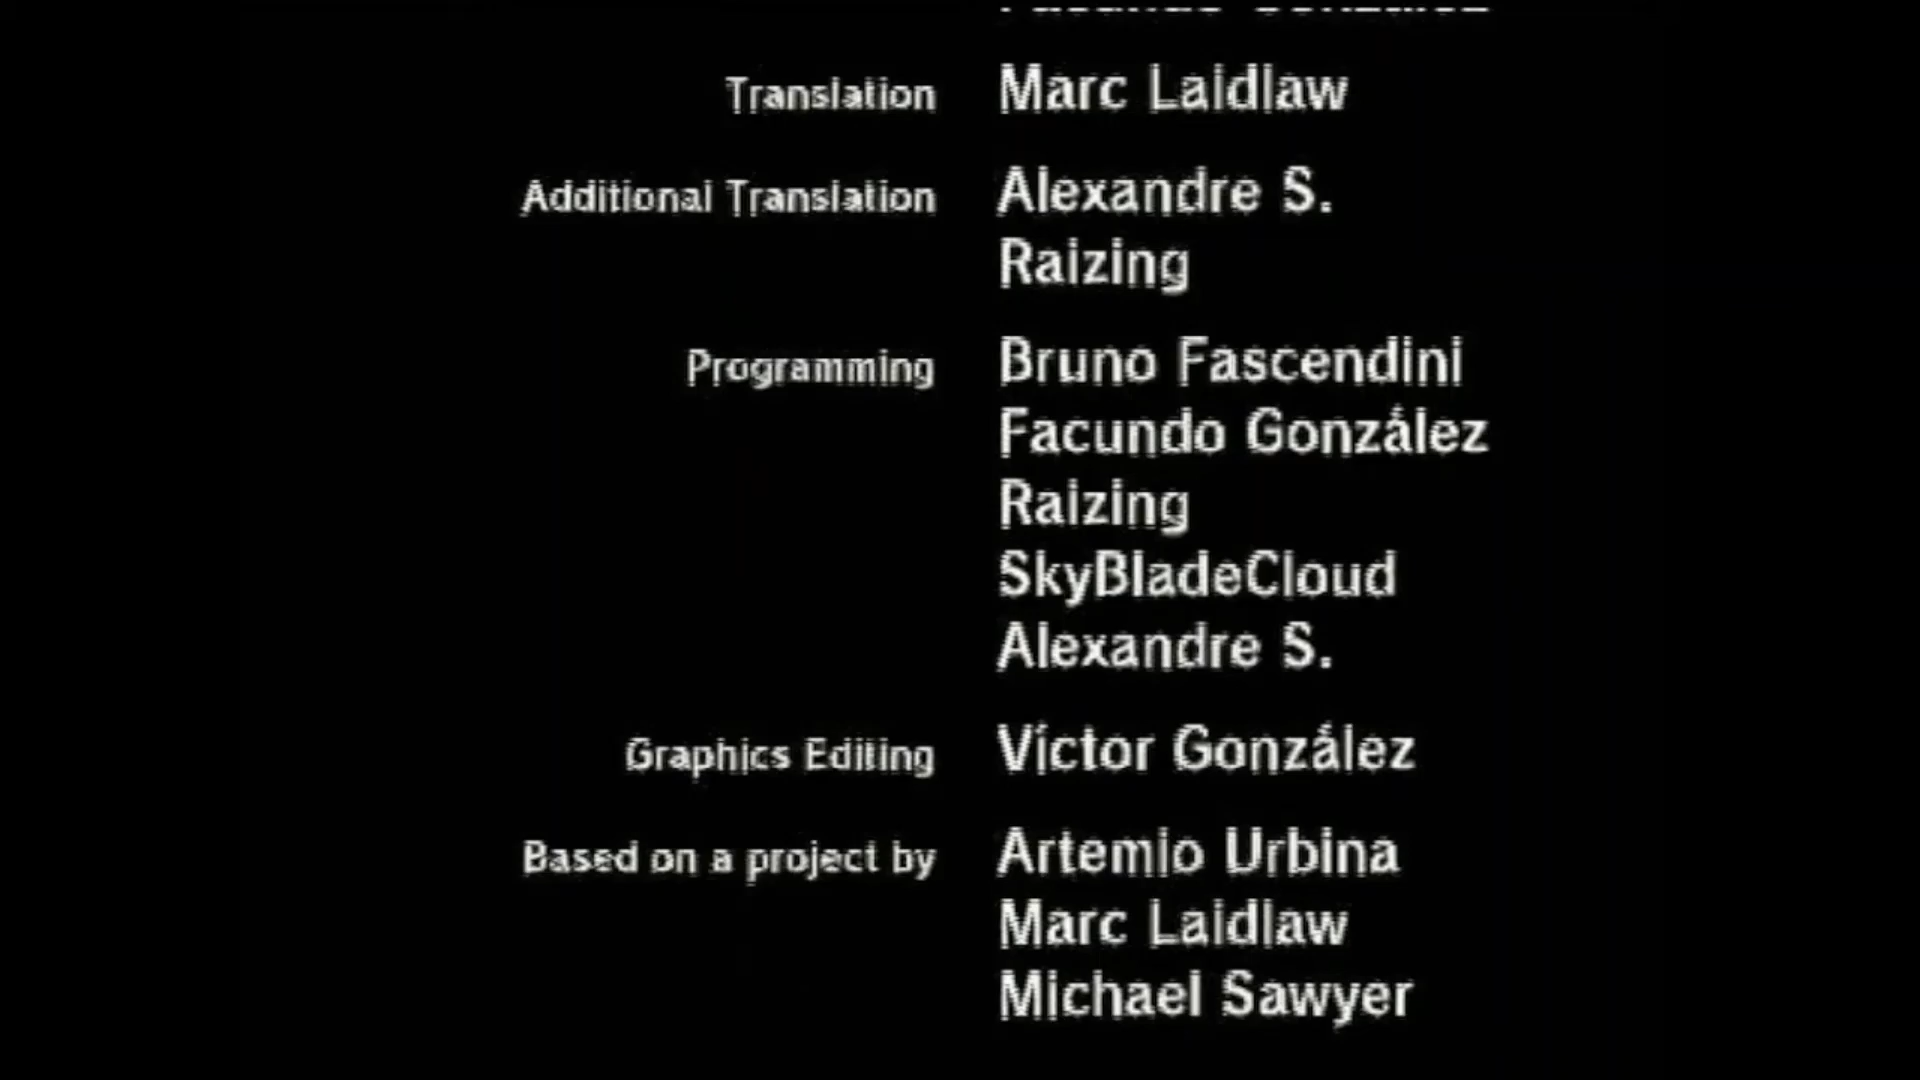 Translation Marc Laidlaw
Additional Translation Alexandre S.
Raizing
Programming Bruno Fascendini
Facundo González
Raizing
SkyBladeCloud
Alexandre S.
Graphics Editing Víctor González
Based on a project by Artemio Urbina
Marc Laidlaw
Michael Sawyer